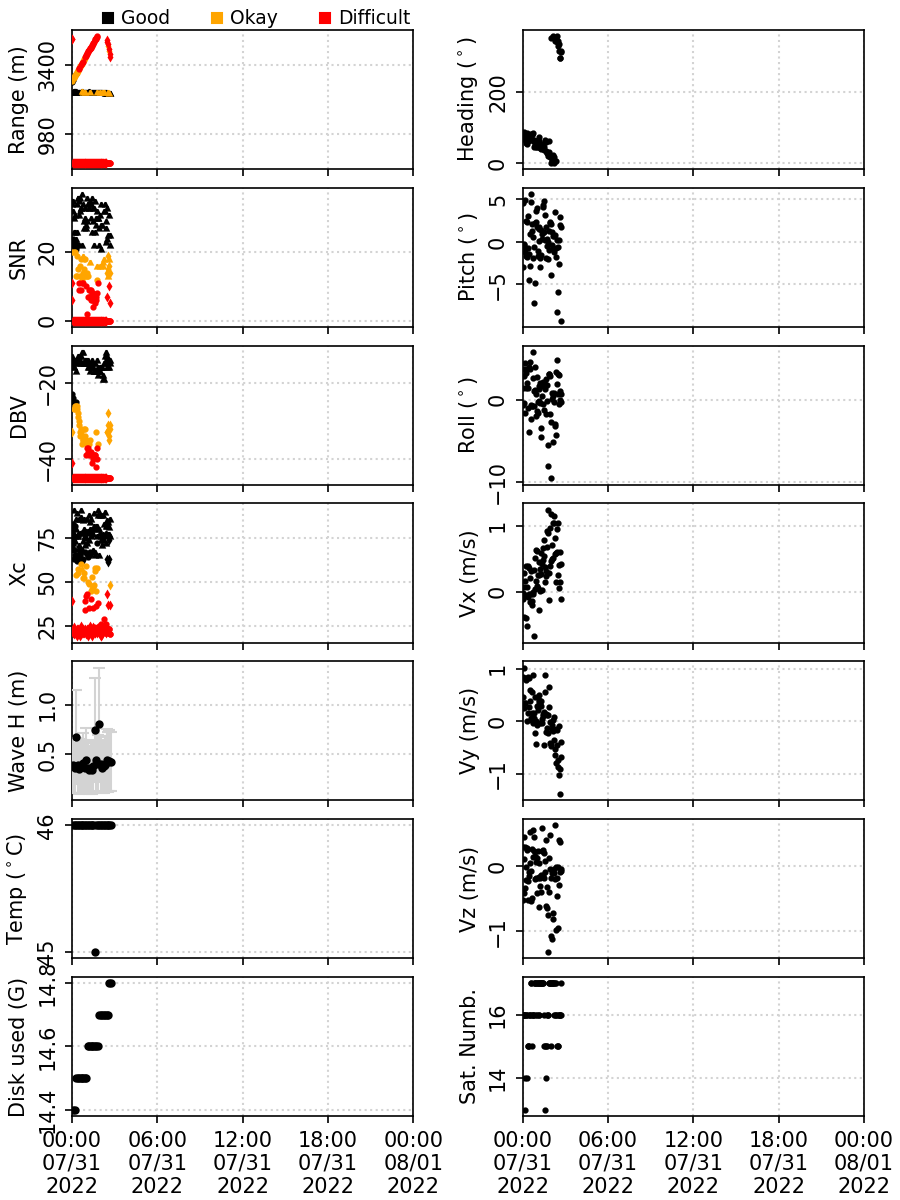 Good Okay Difficult
Range (m)
3400
980
Heading (°)
200
0
SNR
20
0
Pitch (°)
5
0
−5
DBV
−20
−40
Roll (°)
0
−10
Xc
75
50
25
Vx (m/s)
1
0
Wave H (m)
1.0
0.5
Vy (m/s)
1
0
−1
Temp (°C)
46
45
Vz (m/s)
0
−1
Disk used (G)
14.8
14.6
14.4
Sat. Numb.
16
14
00:00 06:00 12:00 18:00 00:00
07/31 07/31 07/31 07/31 08/01
2022 2022 2022 2022 2022
00:00 06:00 12:00 18:00 00:00
07/31 07/31 07/31 07/31 08/01
2022 2022 2022 2022 2022